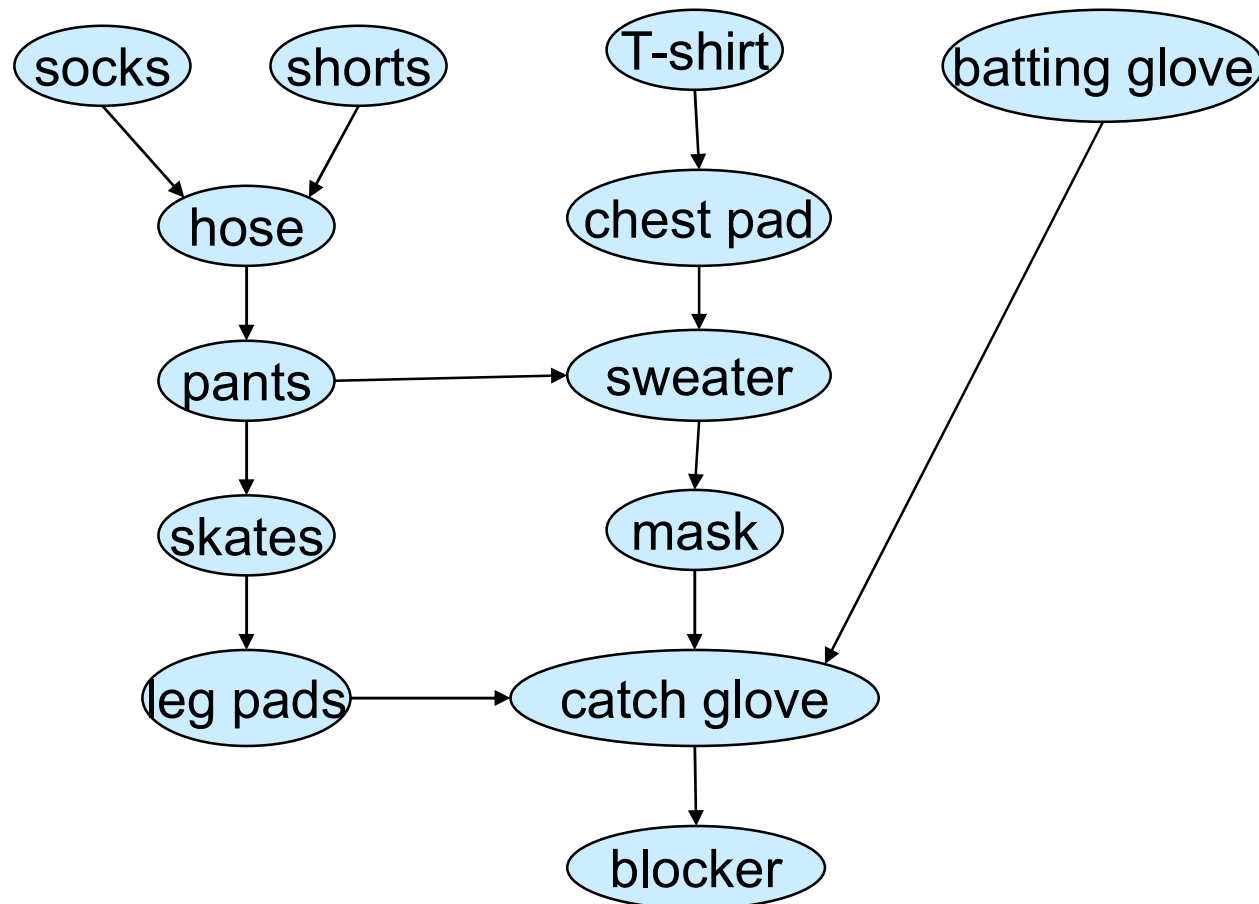 socks
shorts
T-shirt
batting glove
hose
chest pad
pants
sweater
skates
mask
leg pads
catch glove
blocker